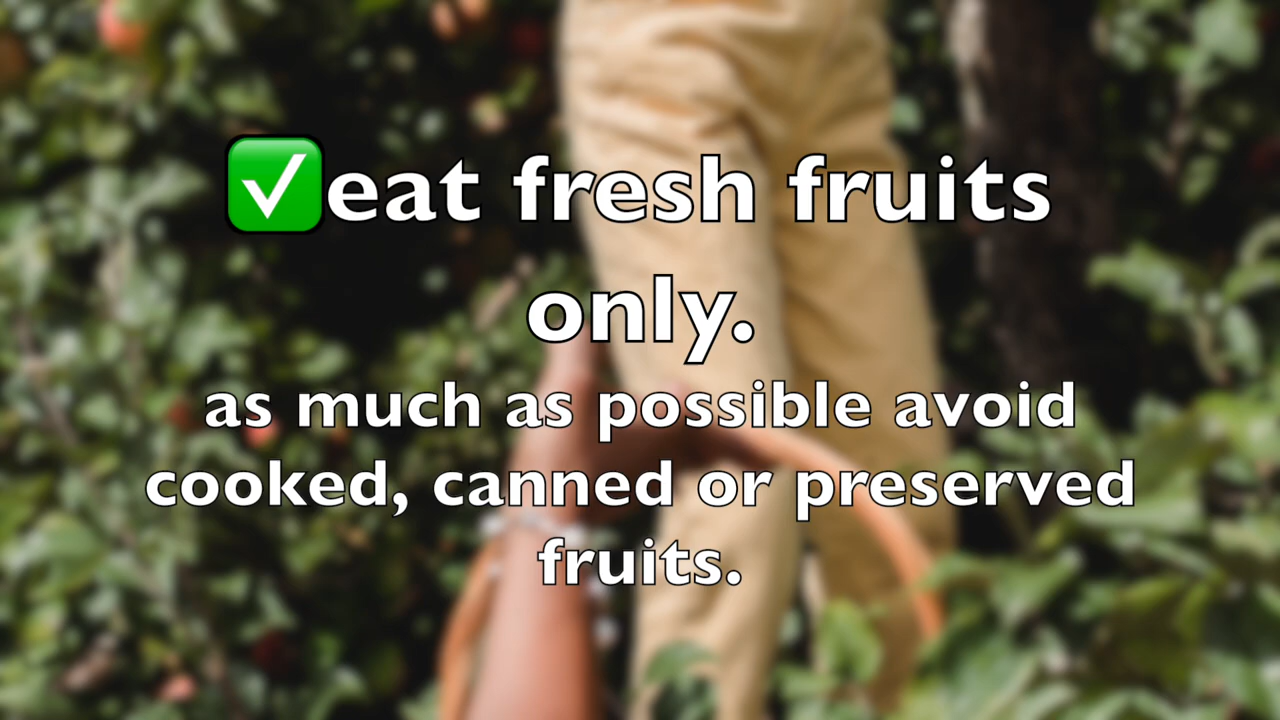 ✅eat fresh fruits
only.
as much as possible avoid
cooked, canned or preserved
fruits.